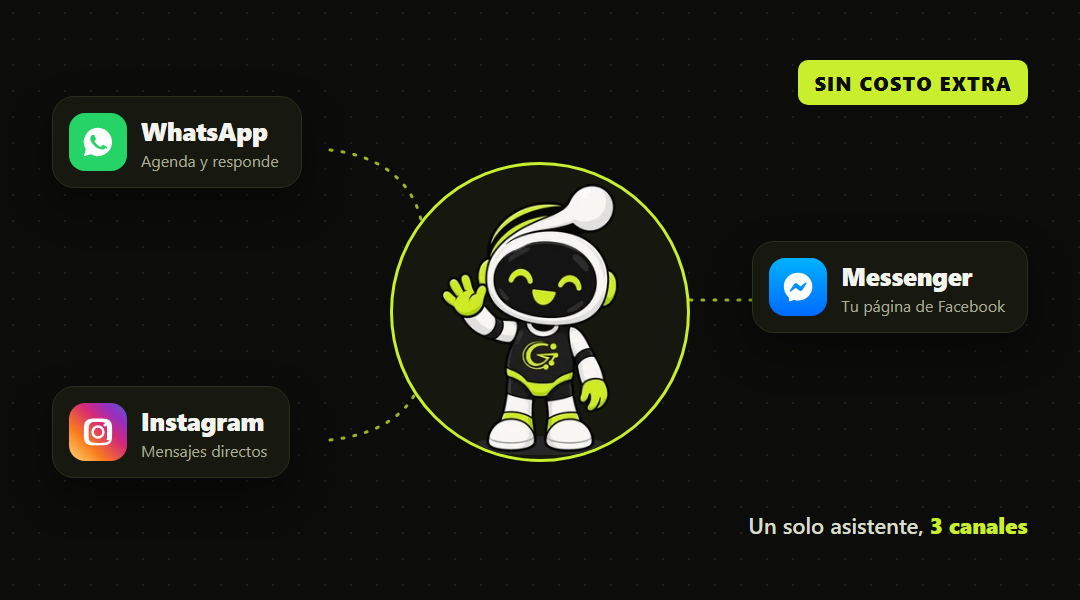 SIN COSTO EXTRA
WhatsApp
Agenda y responde
Messenger
Tu página de Facebook
Instagram
Mensajes directos
Un solo asistente, 3 canales